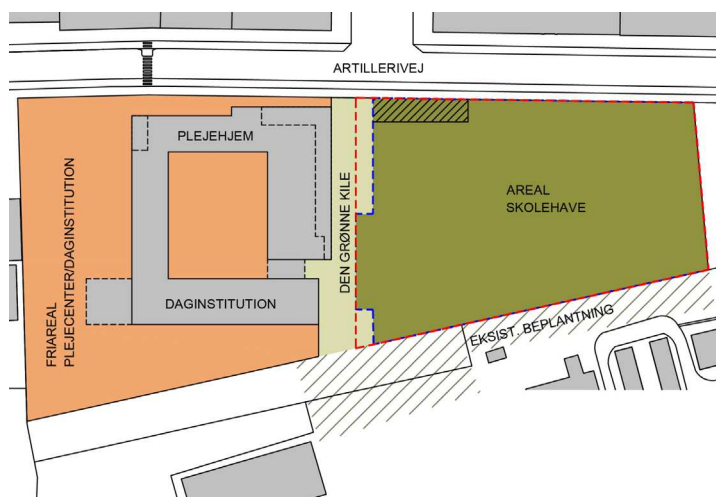 ARTILLERIVEJ
PLEJEHJEM
AREAL
SKOLEHAVE
DEN GRØNNE KILE
FRIAREAL
PLEJECENTER/DAGINSTITUTION
DAGINSTITUTION
EKSIST. BEPLANTNING